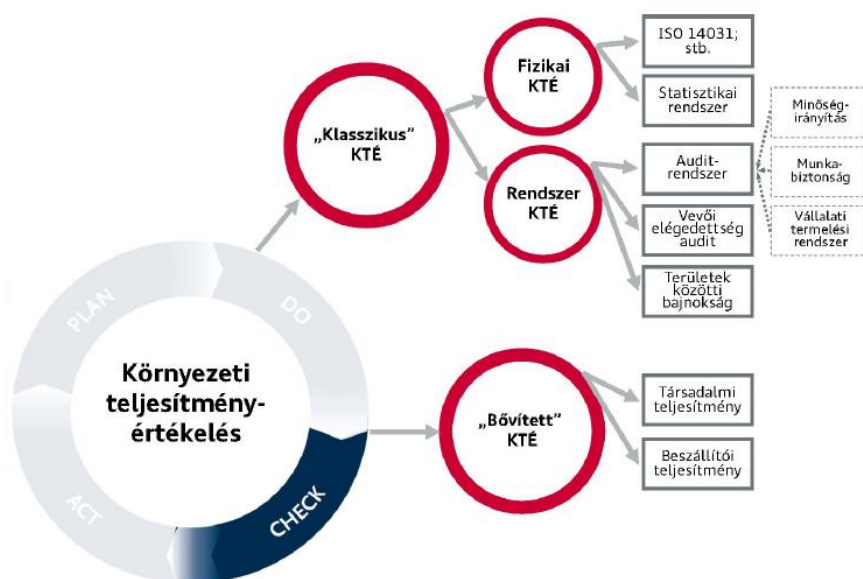 ISO 14031;
stb.
Fizikai
KTÉ
Statisztikai
rendszer
Minőség-
irányítás
„Klasszikus”
KTÉ
Audit-
rendszer
Munka-
biztonság
Rendszer
KTÉ
Vevői
elégedettség
audit
Vállalati
termelési
rendszer
Területek
közötti
bajnokság
PLAN
DO
Környezeti
teljesítmény-
értékelés
ACT
CHECK
„Bővített”
KTÉ
Társadalmi
teljesítmény
Beszállítói
teljesítmény